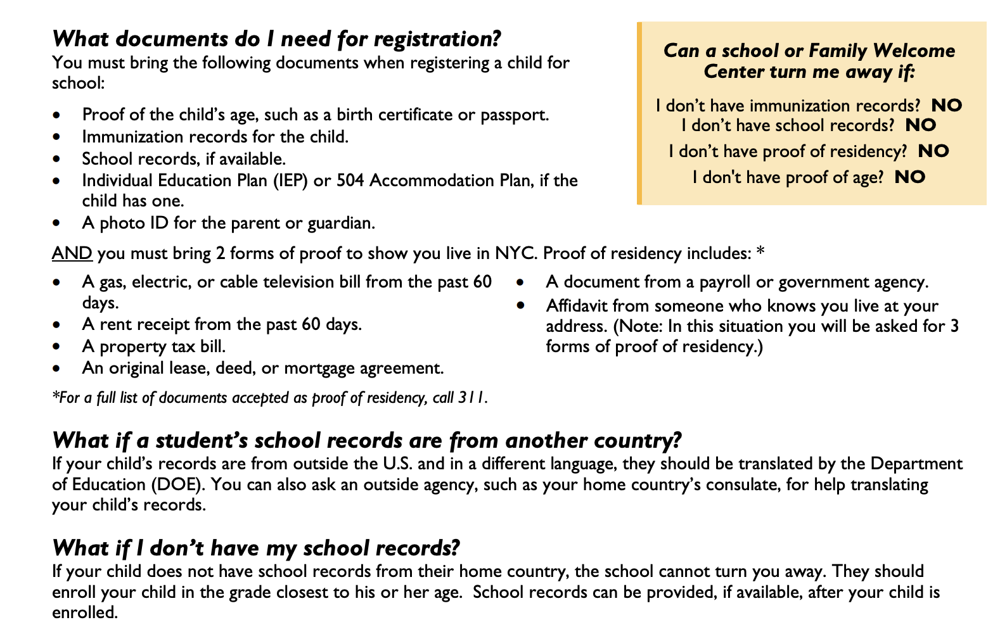 What documents do I need for registration?
You must bring the following documents when registering a child for
school:
• Proof of the child’s age, such as a birth certificate or passport.
• Immunization records for the child.
• School records, if available.
• Individual Education Plan (IEP) or 504 Accommodation Plan, if the
child has one.
• A photo ID for the parent or guardian.
Can a school or Family Welcome
Center turn me away if:
I don’t have immunization records? NO
I don’t have school records? NO
I don’t have proof of residency? NO
I don't have proof of age? NO
AND you must bring 2 forms of proof to show you live in NYC. Proof of residency includes: *
• A gas, electric, or cable television bill from the past 60
days.
• A rent receipt from the past 60 days.
• A property tax bill.
• An original lease, deed, or mortgage agreement.
• A document from a payroll or government agency.
• Affidavit from someone who knows you live at your
address. (Note: In this situation you will be asked for 3
forms of proof of residency.)
*For a full list of documents accepted as proof of residency, call 311.
What if a student’s school records are from another country?
If your child’s records are from outside the U.S. and in a different language, they should be translated by the Department
of Education (DOE). You can also ask an outside agency, such as your home country’s consulate, for help translating
your child’s records.
What if I don’t have my school records?
If your child does not have school records from their home country, the school cannot turn you away. They should
enroll your child in the grade closest to his or her age.  School records can be provided, if available, after your child is
enrolled.